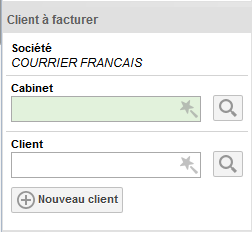 Client à facturer
Société
COURRIER FRANCAIS
Cabinet
Client
Nouveau client